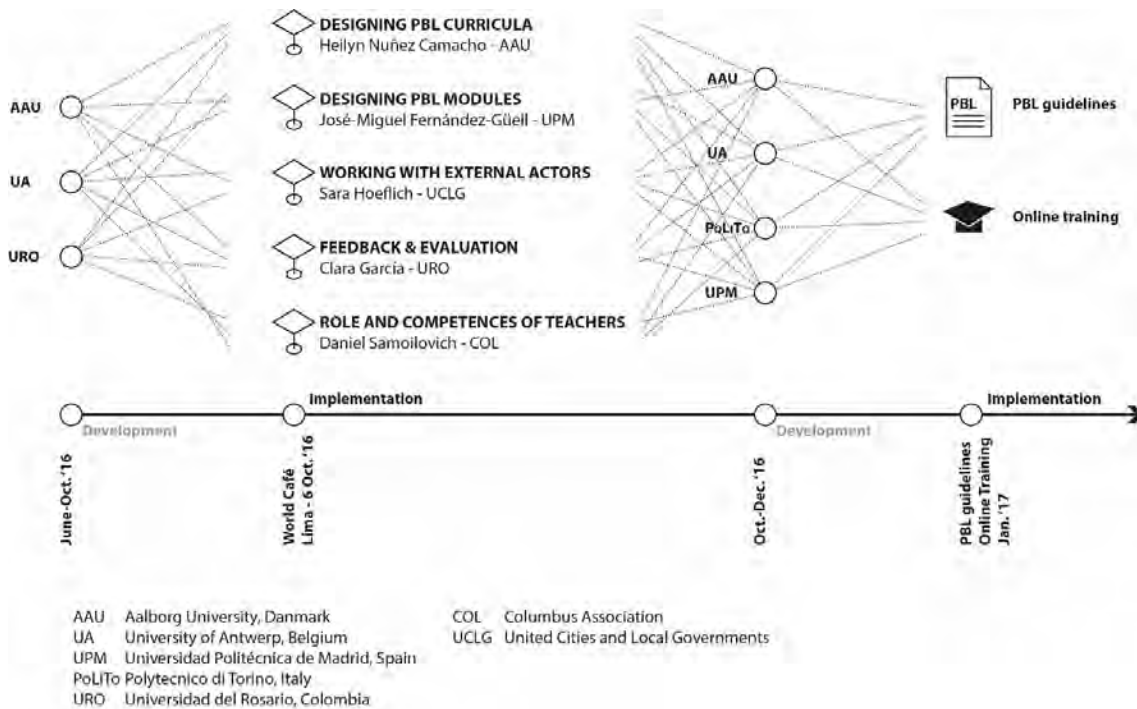 DESIGNING PBL CURRICULA
Heilyn Nuñez Camacho - AAU
DESIGNING PBL MODULES
José-Miguel Fernández-Güell - UPM
WORKING WITH EXTERNAL ACTORS
Sara Hoeflich - UCLG
FEEDBACK & EVALUATION
Clara García - URO
ROLE AND COMPETENCES OF TEACHERS
Daniel Samoilovich - COL
AAU
UA
URO
AAU
UA
PoLiTo
UPM
PBL
PBL guidelines
Online training
Implementation
Implementation
Development
Development
June-Oct. '16
World Café
Lima - 6 Oct. '16
Oct.-Dec. '16
PBL guidelines
Online Training
Jan. '17
AAU Aalborg University, Danmark
UA University of Antwerp, Belgium
UPM Universidad Politécnica de Madrid, Spain
PoLiTo Polytecnico di Torino, Italy
URO Universidad del Rosario, Colombia
COL Columbus Association
UCLG United Cities and Local Governments